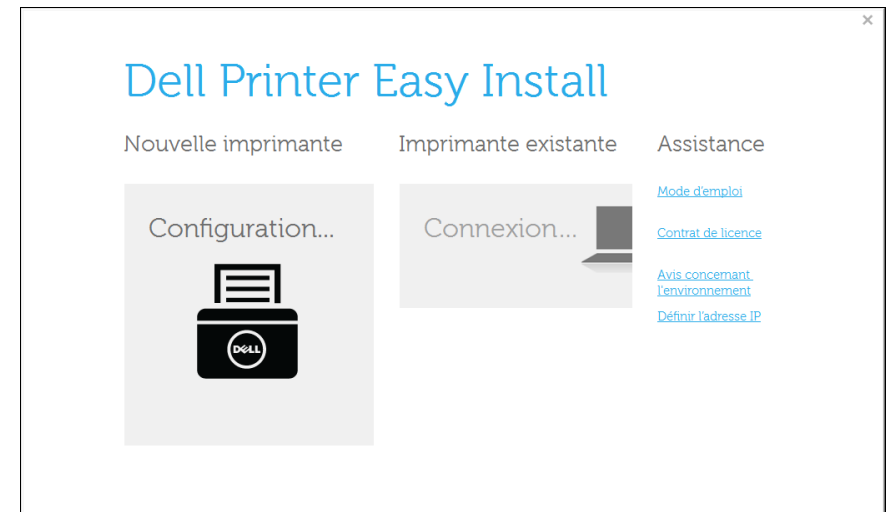 ×
Dell Printer Easy Install
Nouvelle imprimante
Configuration...
DELL
Imprimante existante
Connexion...
Assistance
Mode d'emploi
Contrat de licence
Avis concernant
l'environnement
Définir l'adresse IP